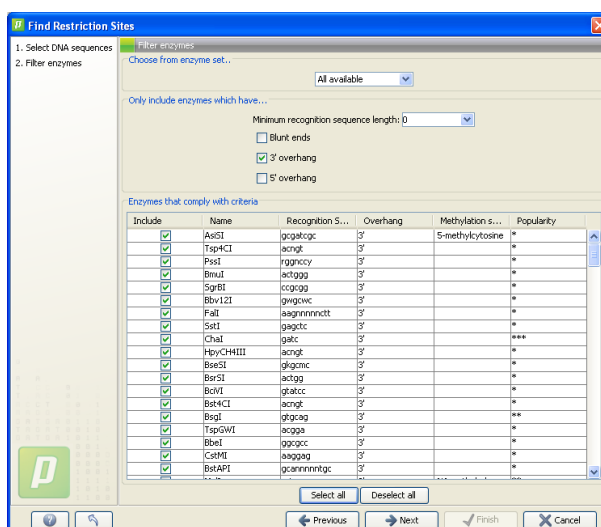 Find Restriction Sites
1. Select DNA sequences
2. Filter enzymes
Filter enzymes
Choose from enzyme set..
All available
Only include enzymes which have...
Minimum recognition sequence length: 0
Blunt ends
3' overhang
5' overhang
Enzymes that comply with criteria
Include Name Recognition S... Overhang Methylation s... Popularity
AsiSI gcgatcgc 3' 5-methylcytosine *
Tsp4CI acngt 3' *
PssI rggnccy 3' *
BmuI actggg 3' *
SgrBI ccgcgg 3' *
Bbv12I gwgcwc 3' *
FalI aagnnnnnctt 3' *
SstI gagctc 3' *
ChaI gatc 3' ***
HpyCH4III acngt 3' *
BseSI gkgcmc 3' *
BsrSI actgg 3' *
BciVI gtatcc 3' *
Bst4CI acngt 3' *
BsgI gtgcag 3' **
TspGWI acgga 3' *
BbeI ggcgcc 3' *
CstMI aaggag 3' *
BstAPI gcannnnntgc 3' *
Select all Deselect all
? Previous Next Finish Cancel